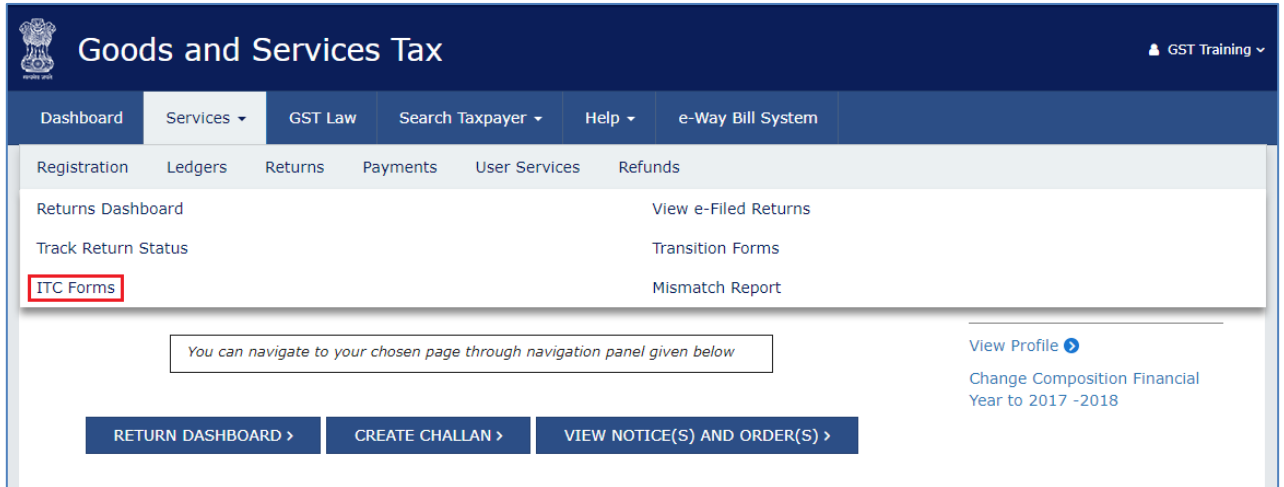 Goods and Services Tax
GST Training
Dashboard Services GST Law Search Taxpayer Help e-Way Bill System
Registration Ledgers Returns Payments User Services Refunds
Returns Dashboard View e-Filed Returns
Track Return Status Transition Forms
ITC Forms Mismatch Report
You can navigate to your chosen page through navigation panel given below
View Profile
Change Composition Financial
Year to 2017 -2018
RETURN DASHBOARD > CREATE CHALLAN > VIEW NOTICE(S) AND ORDER(S) >